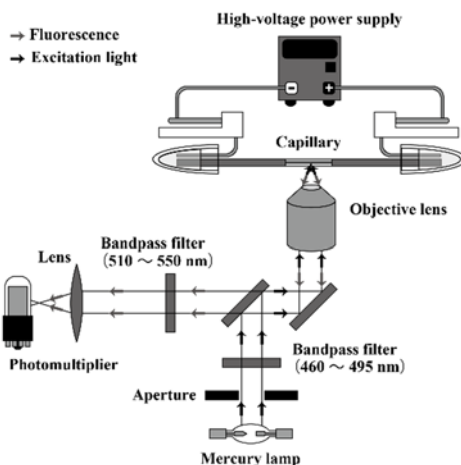 High-voltage power supply
Fluorescence
Excitation light
Capillary
Objective lens
Bandpass filter
(510 ～ 550 nm)
Lens
Photomultiplier
Bandpass filter
(460 ～ 495 nm)
Aperture
Mercury lamp